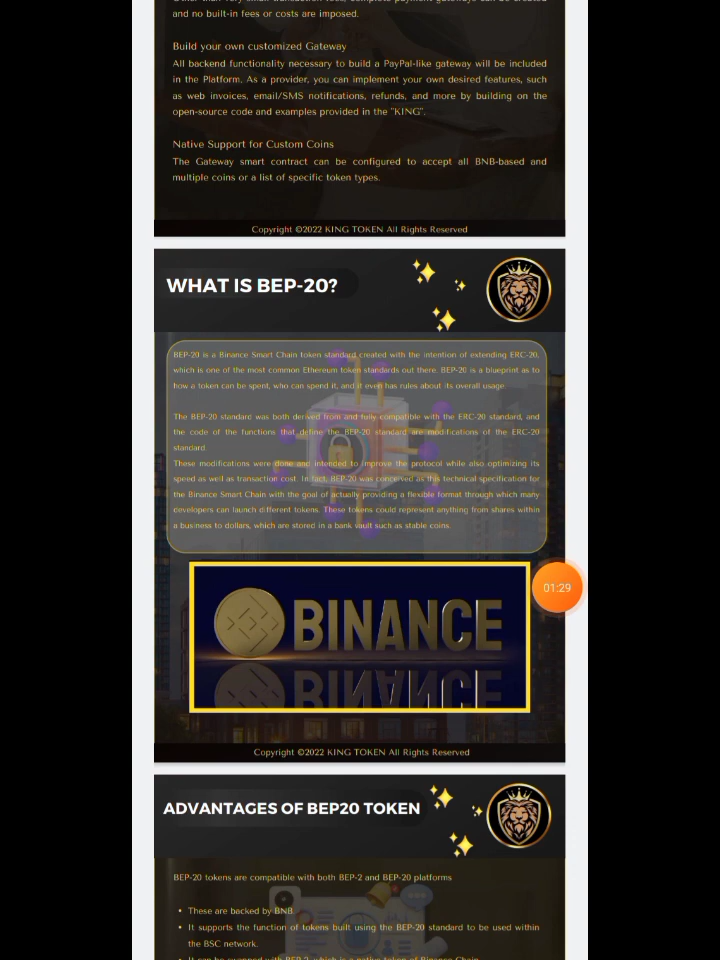 and no built-in fees or costs are imposed.
Build your own customized Gateway
All backend functionality necessary to build a PayPal-like gateway will be included
in the Platform. As a provider, you can implement your own desired features, such
as web invoices, email/SMS notifications, refunds, and more by building on the
open-source code and examples provided in the "KING".
Native Support for Custom Coins
The Gateway smart contract can be configured to accept all BNB-based and
multiple coins or a list of specific token types.
Copyright ©2022 KING TOKEN All Rights Reserved
WHAT IS BEP-20?
BEP-20 is a Binance Smart Chain token standard created with the intention of extending ERC-20,
which is one of the most common Ethereum token standards out there. BEP-20 is a blueprint as to
how a token can be spent, who can spend it, and it even has rules about its overall usage.
The BEP-20 standard was both derived from and fully compatible with the ERC-20 standard, and
the code of the functions that define the BEP-20 standard are modifications of the ERC-20
standard.
These modifications were done and intended to improve the protocol while also optimizing its
speed as well as transaction cost. In fact, BEP-20 was conceived as this technical specification for
the Binance Smart Chain with the goal of actually providing a flexible format through which many
developers can launch different tokens. These tokens could represent anything from shares within
a business to dollars, which are stored in a bank vault such as stable coins.
01:29
BINANCE
Copyright ©2022 KING TOKEN All Rights Reserved
ADVANTAGES OF BEP20 TOKEN
BEP-20 tokens are compatible with both BEP-2 and BEP-20 platforms
• These are backed by BNB.
• It supports the function of tokens built using the BEP-20 standard to be used within
the BSC network.